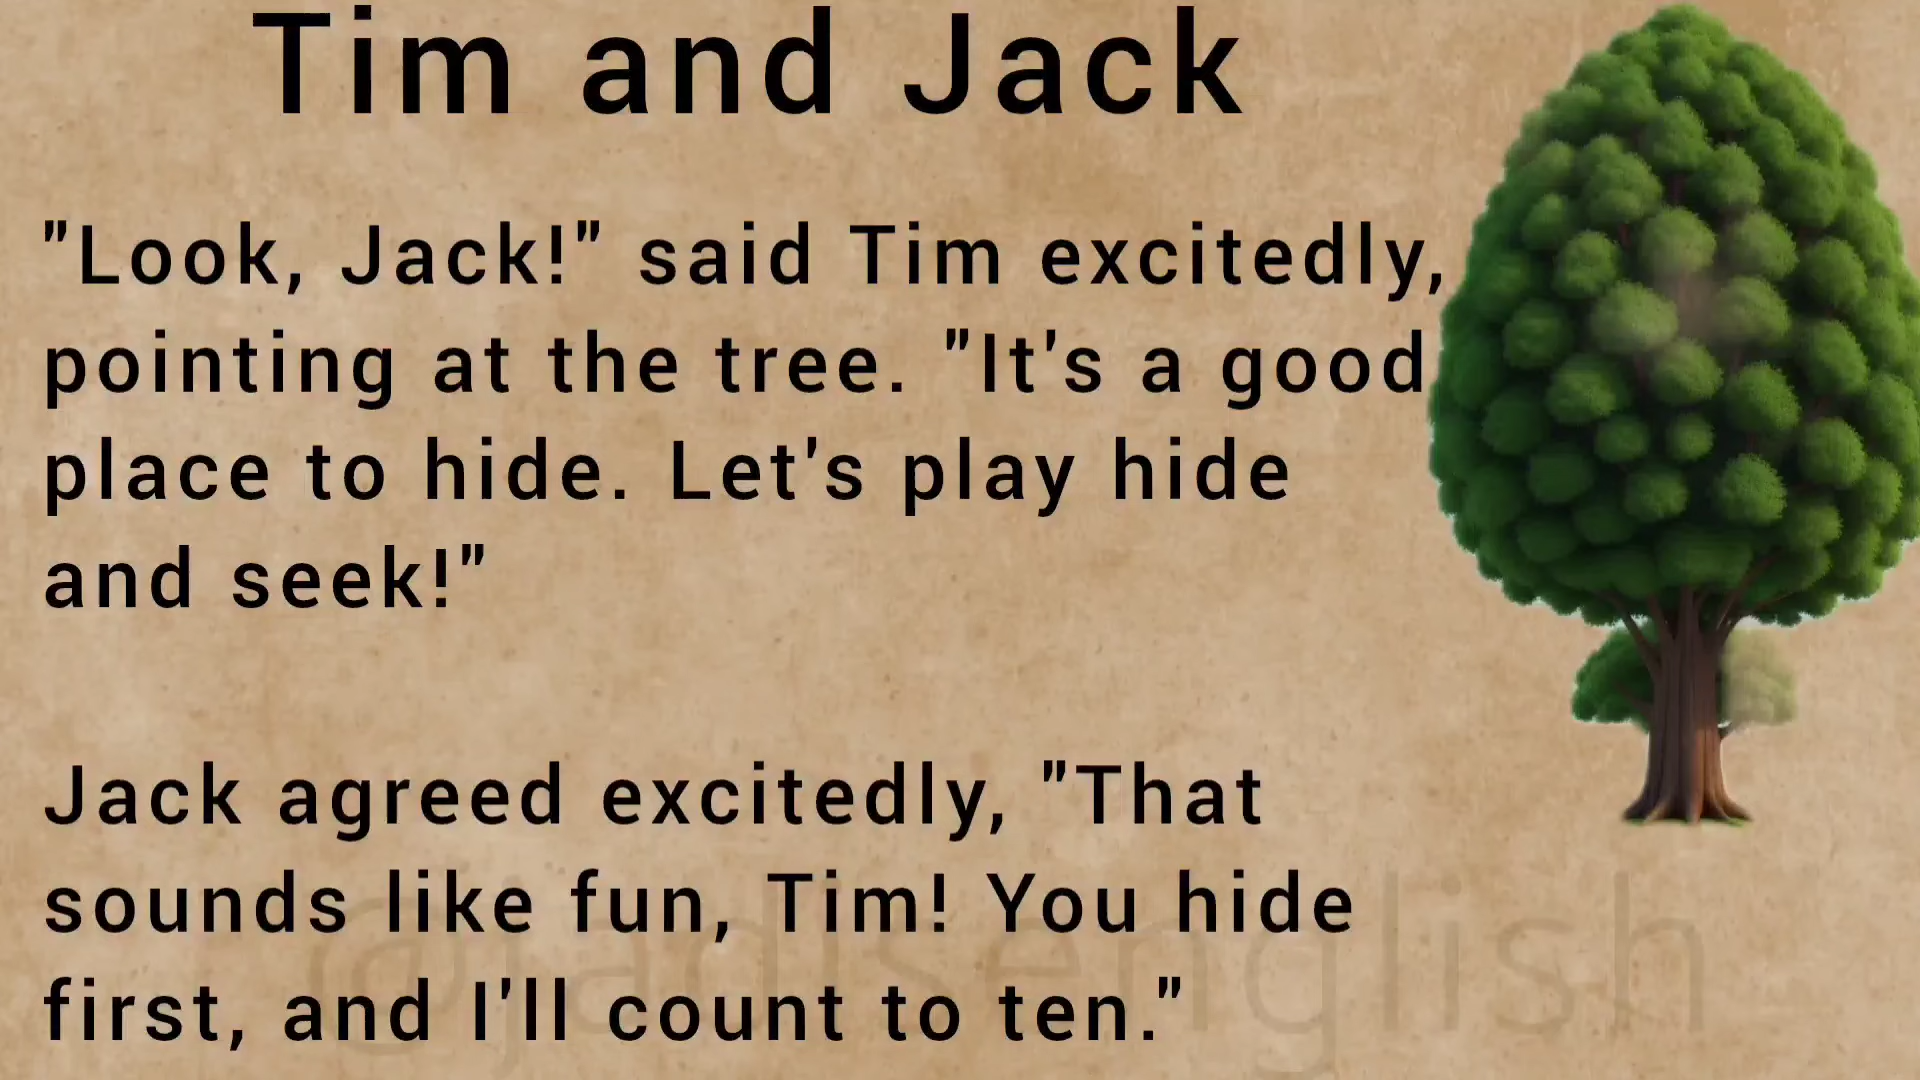 Tim and Jack
"Look, Jack!" said Tim excitedly,
pointing at the tree. "It's a good
place to hide. Let's play hide
and seek!"
Jack agreed excitedly, "That
sounds like fun, Tim! You hide
first, and I'll count to ten."
@jadisenglish